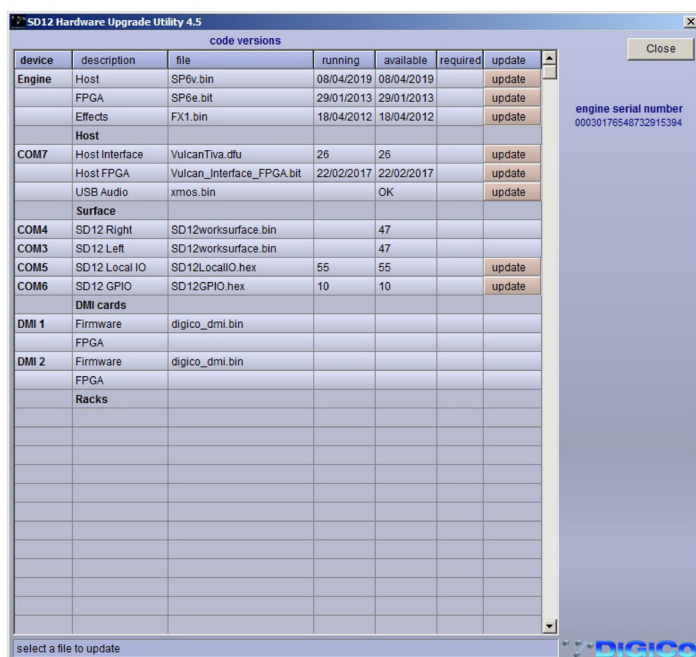 SD12 Hardware Upgrade Utility 4.5
code versions
Close
device description file running available required update
Engine Host SP6v.bin 08/04/2019 08/04/2019 update
FPGA SP6e.bit 29/01/2013 29/01/2013 update
Effects FX1.bin 18/04/2012 18/04/2012 update
engine serial number
00030176548732915394
Host
COM7 Host Interface VulcanTiva.dfu 26 26 update
Host FPGA Vulcan_Interface_FPGA.bit 22/02/2017 22/02/2017 update
USB Audio xmos.bin OK update
Surface
COM4 SD12 Right SD12worksurface.bin 47
COM3 SD12 Left SD12worksurface.bin 47
COM5 SD12 Local IO SD12LocalIO.hex 55 55 update
COM6 SD12 GPIO SD12GPIO.hex 10 10 update
DMI cards
DMI 1 Firmware digico_dmi.bin
FPGA
DMI 2 Firmware digico_dmi.bin
FPGA
Racks
select a file to update
DIGICO